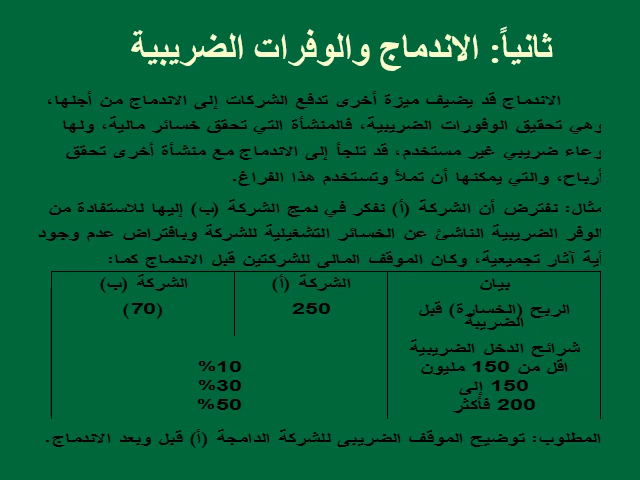 ثانياً: الاندماج والوفرات الضريبية
الاندماج قد يضيف ميزة أخرى تدفع الشركات إلى الاندماج من أجلها،
وهي تحقيق الوفورات الضريبية، فالمنشأة التي تحقق خسائر مالية، ولها
وعاء ضريبي غير مستخدم، قد تلجأ إلى الاندماج مع منشأة أخرى تحقق
أرباح، والتي يمكنها أن تملأ وتستخدم هذا الفراغ.
مثال: نفترض أن الشركة (أ) نفكر في دمج الشركة (ب) إليها للاستفادة من
الوفر الضريبية الناشئ عن الخسائر التشغيلية للشركة وبافتراض عدم وجود
أية آثار تجميعية، وكان الموقف المالى للشركتين قبل الاندماج كما:
بيان الشركة (أ) الشركة (ب)
الربح (الخسارة) قبل 250 (70)
الضريبة
شرائح الدخل الضريبية
اقل من 150 مليون 10%
150 إلى 30%
200 فأكثر 50%
المطلوب: توضيح الموقف الضريبى للشركة الدامجة (أ) قبل وبعد الاندماج.